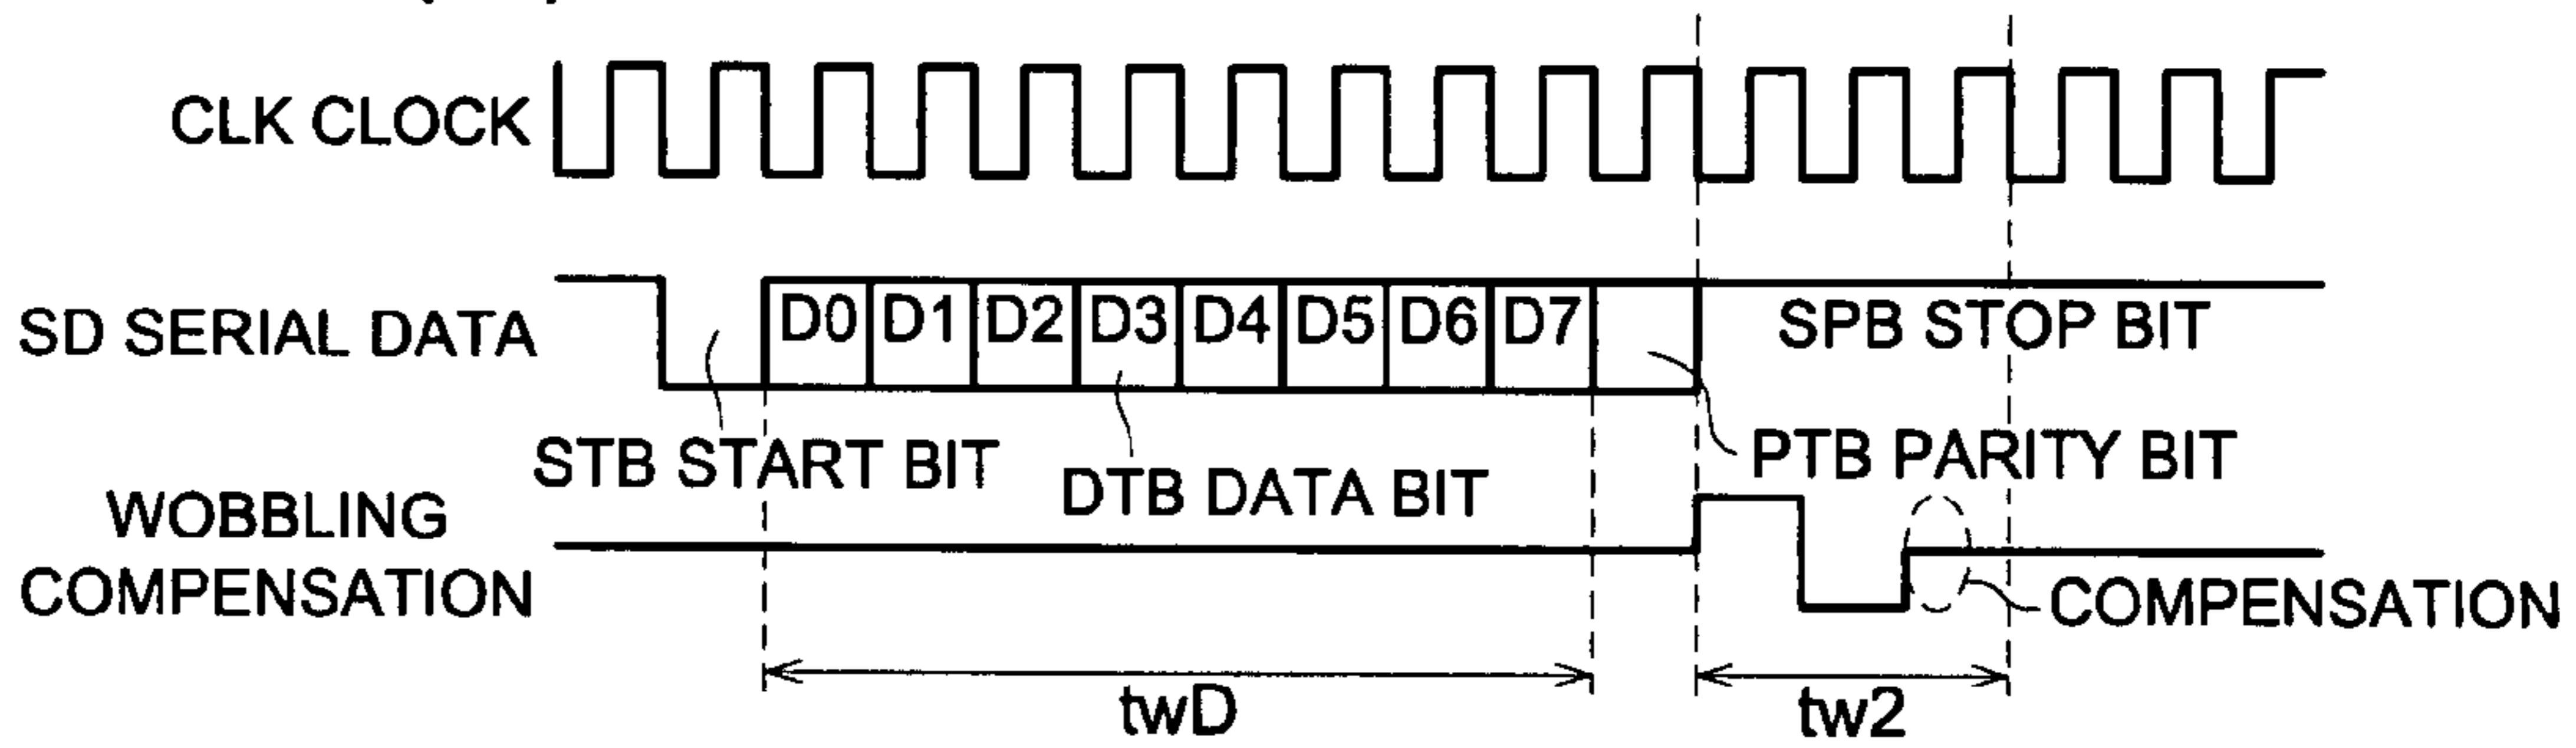 CLK CLOCK
SD SERIAL DATA
D0 D1 D2 D3 D4 D5 D6 D7
SPB STOP BIT
STB START BIT
DTB DATA BIT
PTB PARITY BIT
WOBBLING
COMPENSATION
COMPENSATION
twD
tw2